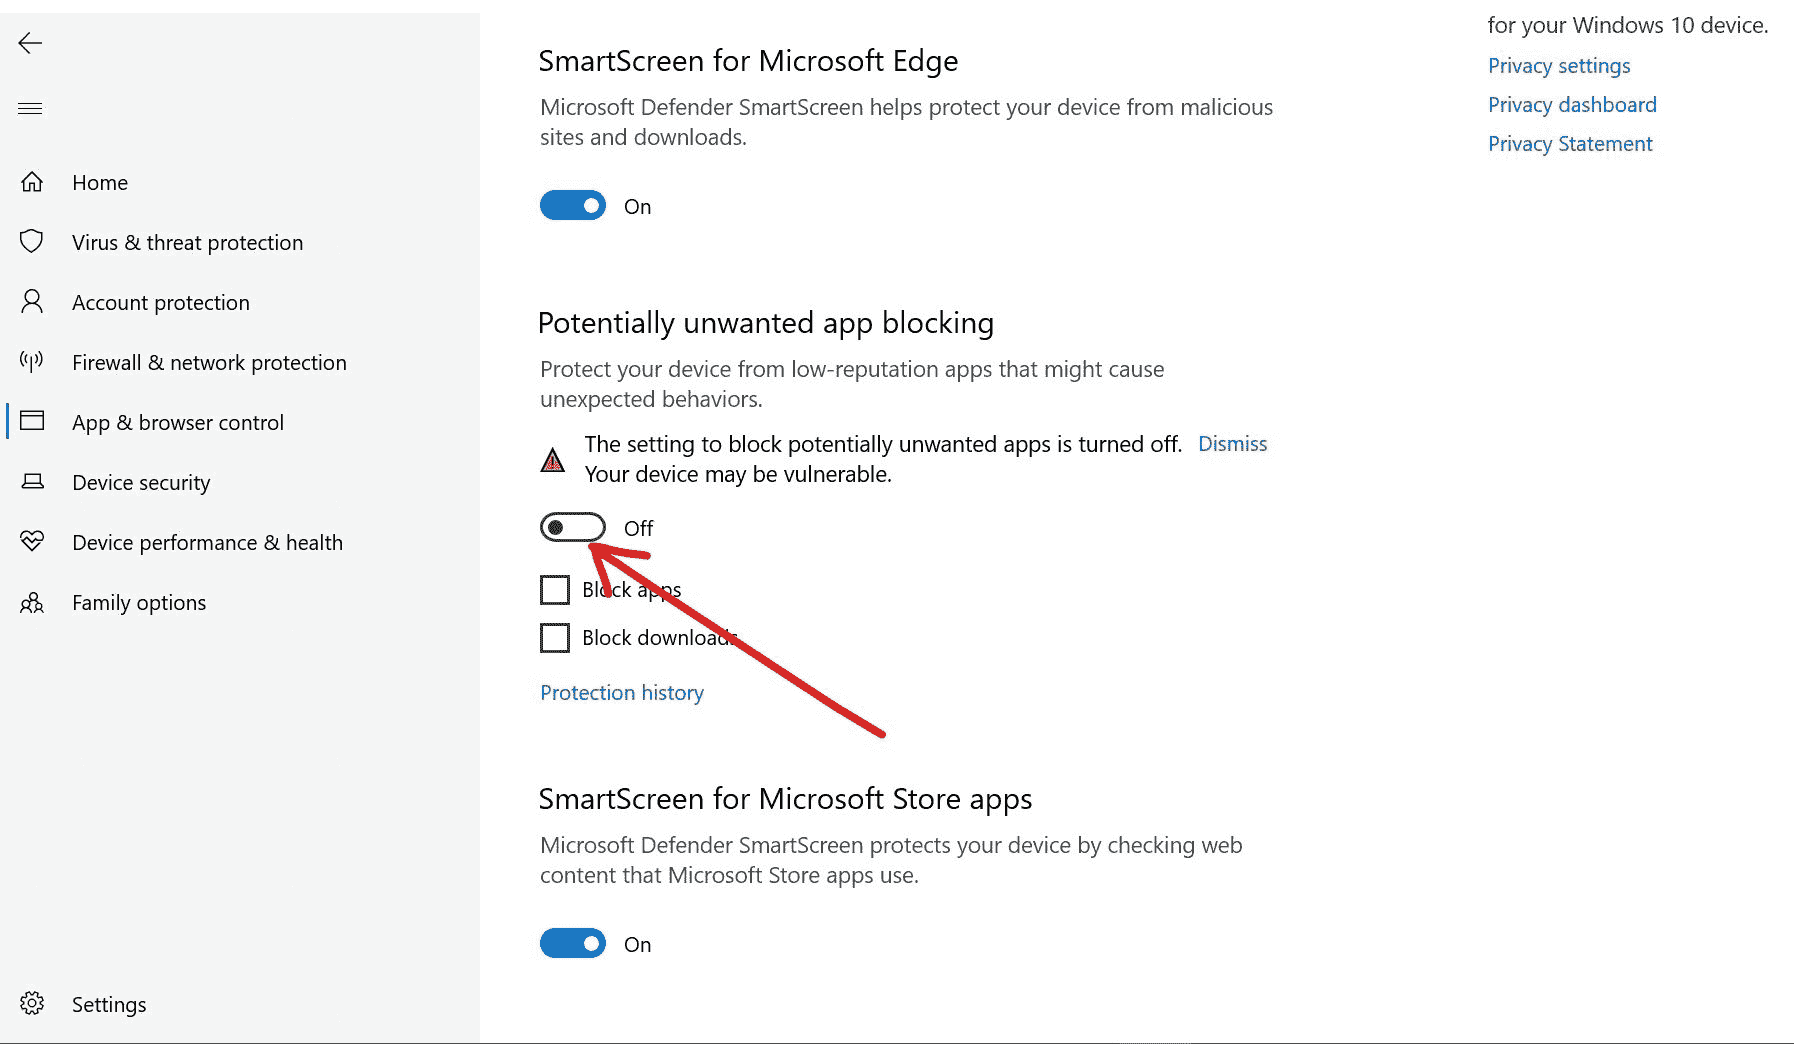 Home
Virus & threat protection
Account protection
Firewall & network protection
App & browser control
Device security
Device performance & health
Family options
Settings
SmartScreen for Microsoft Edge
Microsoft Defender SmartScreen helps protect your device from malicious
sites and downloads.
On
Potentially unwanted app blocking
Protect your device from low-reputation apps that might cause
unexpected behaviors.
The setting to block potentially unwanted apps is turned off. Dismiss
Your device may be vulnerable.
Off
Block apps
Block downloads
Protection history
SmartScreen for Microsoft Store apps
Microsoft Defender SmartScreen protects your device by checking web
content that Microsoft Store apps use.
On
for your Windows 10 device.
Privacy settings
Privacy dashboard
Privacy Statement